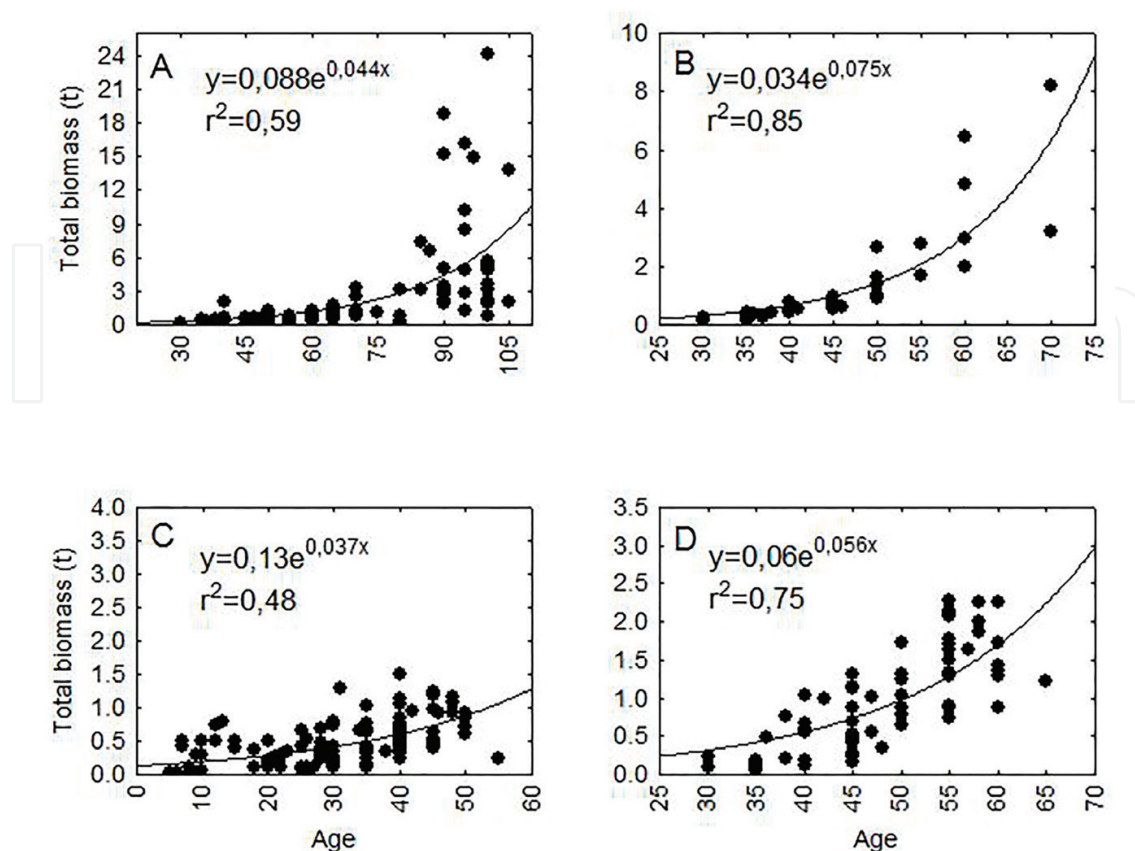 A
y=0,088e^0,044x
r²=0,59
Total biomass (t)
24
21
18
15
12
9
6
3
0
30 45 60 75 90 105
B
y=0,034e^0,075x
r²=0,85
10
8
6
4
2
0
25 30 35 40 45 50 55 60 65 70 75
C
y=0,13e^0,037x
r²=0,48
Total biomass (t)
4.0
3.5
3.0
2.5
2.0
1.5
1.0
0.5
0.0
0 10 20 30 40 50 60
Age
D
y=0,06e^0,056x
r²=0,75
3.5
3.0
2.5
2.0
1.5
1.0
0.5
0.0
25 30 35 40 45 50 55 60 65 70
Age